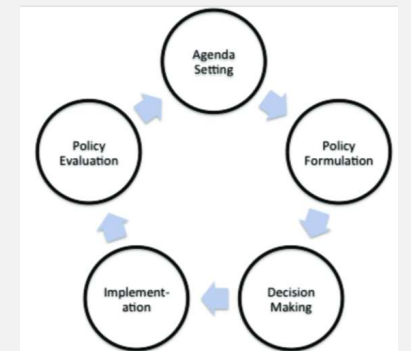 Agenda
Setting
Policy
Formulation
Decision
Making
Implement-
ation
Policy
Evaluation